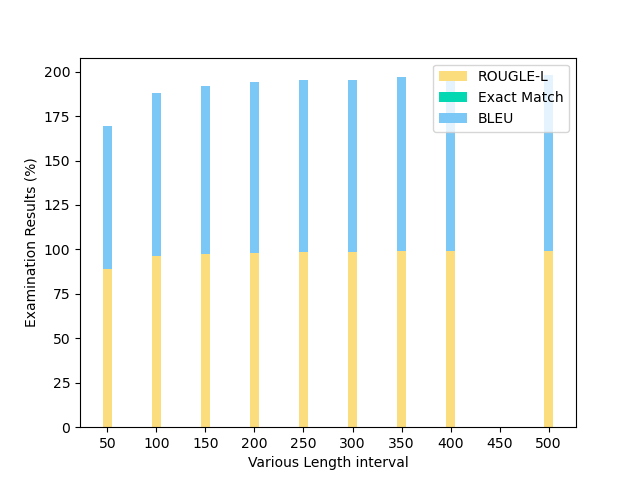 200
175
150
125
100
75
50
25
0
Examination Results (%)
ROUGLE-L
Exact Match
BLEU
50 100 150 200 250 300 350 400 450 500
Various Length interval